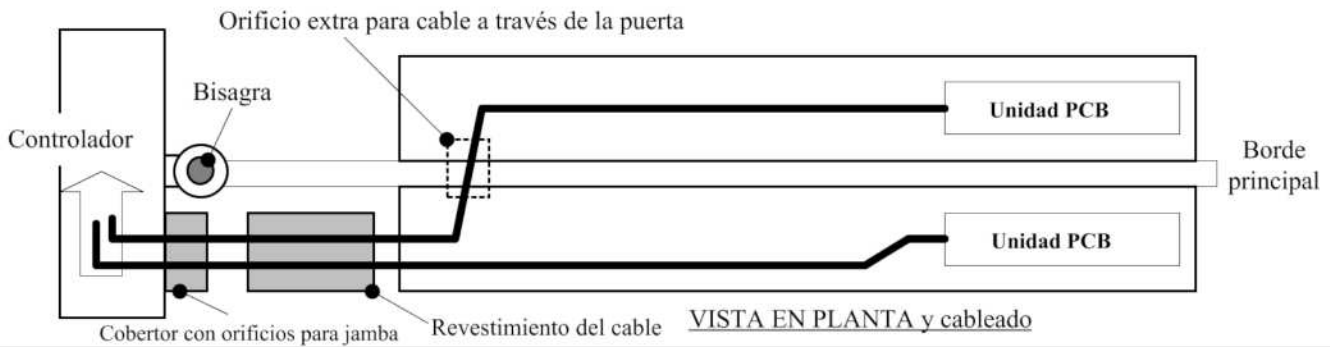 Orificio extra para cable a través de la puerta
Bisagra
Unidad PCB
Controlador
Borde
principal
Unidad PCB
Cobertor con orificios para jamba
Revestimiento del cable
VISTA EN PLANTA y cableado